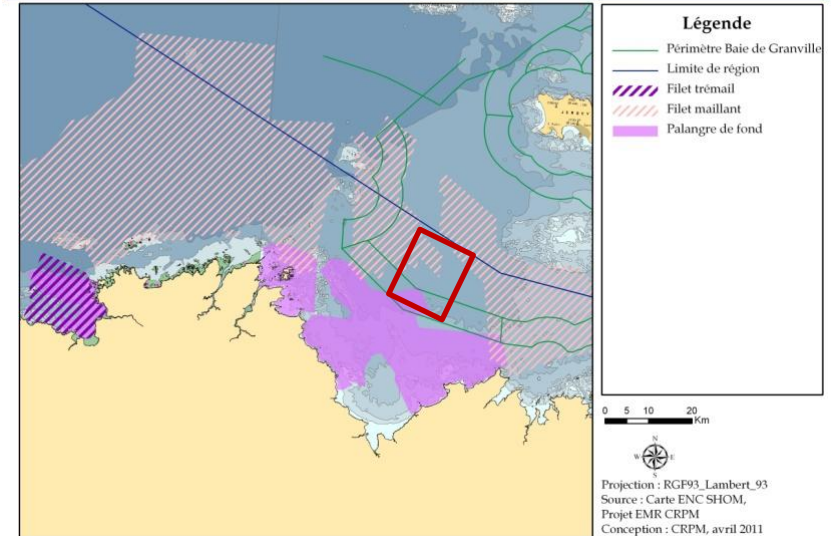 Légende
Périmètre Baie de Granville
Limite de région
Filet trémail
Filet maillant
Palangre de fond
0 5 10 20
Km
N
W E
S
Projection : RGF93_Lambert_93
Source : Carte ENC SHOM,
Projet EMR CRPM
Conception : CRPM, avril 2011